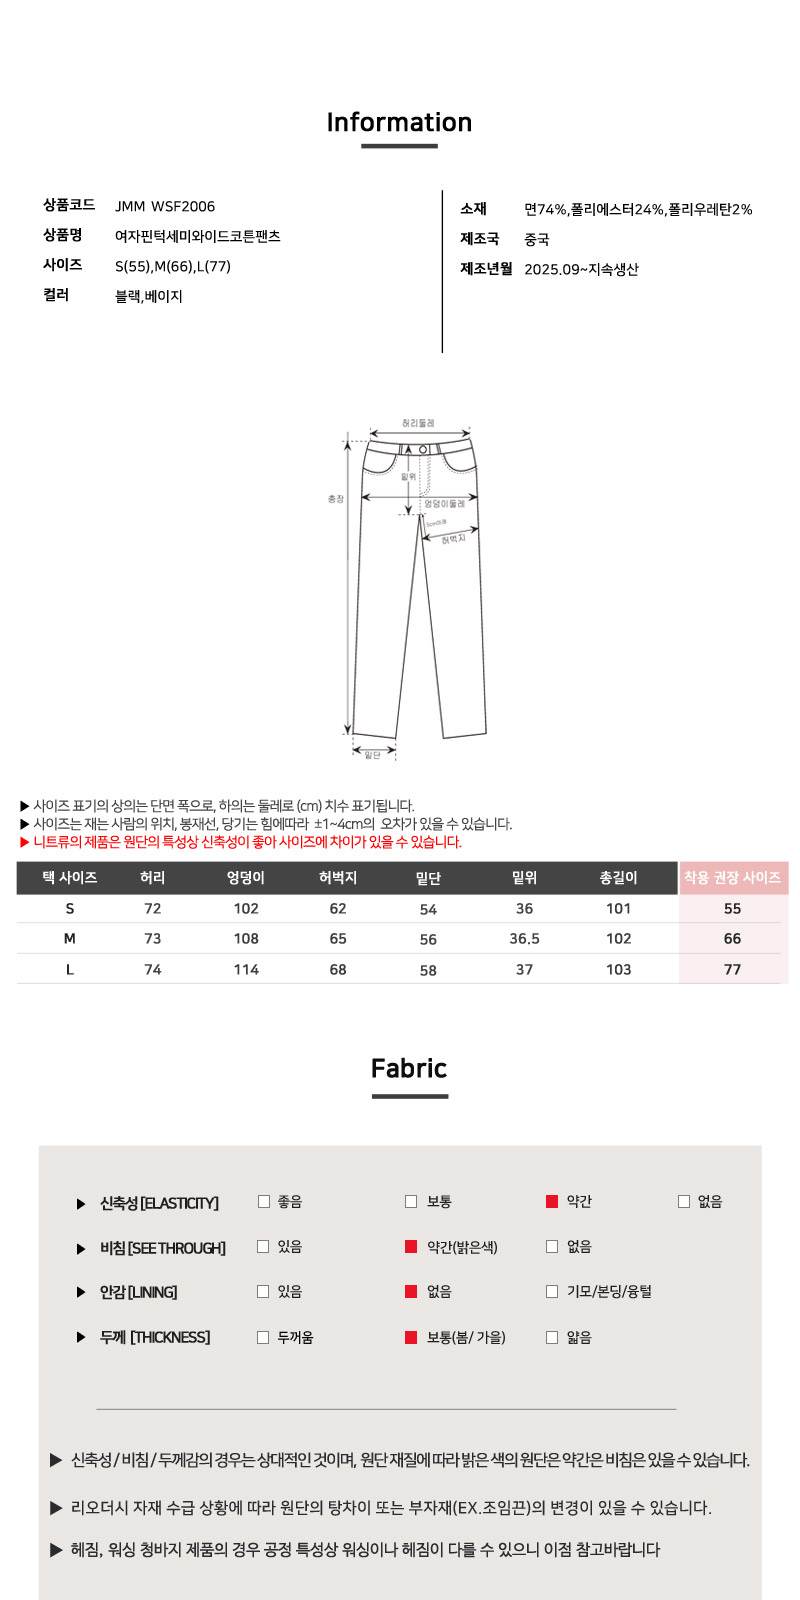 Information
상품코드 JMM WSF2006
상품명 여자핀턱세미와이드코튼팬츠
사이즈 S(55),M(66),L(77)
컬러 블랙,베이지
소재 면74%,폴리에스터24%,폴리우레탄2%
제조국 중국
제조년월 2025.09~지속생산
허리둘레
밑위
총장
엉덩이둘레
허벅지
밑단
▶ 사이즈 표기의 상의는 단면 폭으로, 하의는 둘레로 (cm) 치수 표기됩니다.
▶ 사이즈는 재는 사람의 위치, 봉재선, 당기는 힘에따라 ±1~4cm의 오차가 있을 수 있습니다.
▶ 니트류의 제품은 원단의 특성상 신축성이 좋아 사이즈에 차이가 있을 수 있습니다.
택 사이즈 허리 엉덩이 허벅지 밑단 밑위 총길이 착용 권장 사이즈
S 72 102 62 54 36 101 55
M 73 108 65 56 36.5 102 66
L 74 114 68 58 37 103 77
Fabric
▶ 신축성 [ELASTICITY] 좋음 보통 약간 없음
▶ 비침 [SEE THROUGH] 있음 약간(밝은색) 없음
▶ 안감 [LINING] 있음 없음 기모/본딩/융털
▶ 두께 [THICKNESS] 두꺼움 보통(봄/ 가을) 얇음
▶ 신축성 / 비침 / 두께감의 경우는 상대적인 것이며, 원단 재질에 따라 밝은 색의 원단은 약간은 비침은 있을 수 있습니다.
▶ 리오더시 자재 수급 상황에 따라 원단의 탕차이 또는 부자재(EX.조임끈)의 변경이 있을 수 있습니다.
▶ 헤짐, 워싱 청바지 제품의 경우 공정 특성상 워싱이나 헤짐이 다를 수 있으니 이점 참고바랍니다